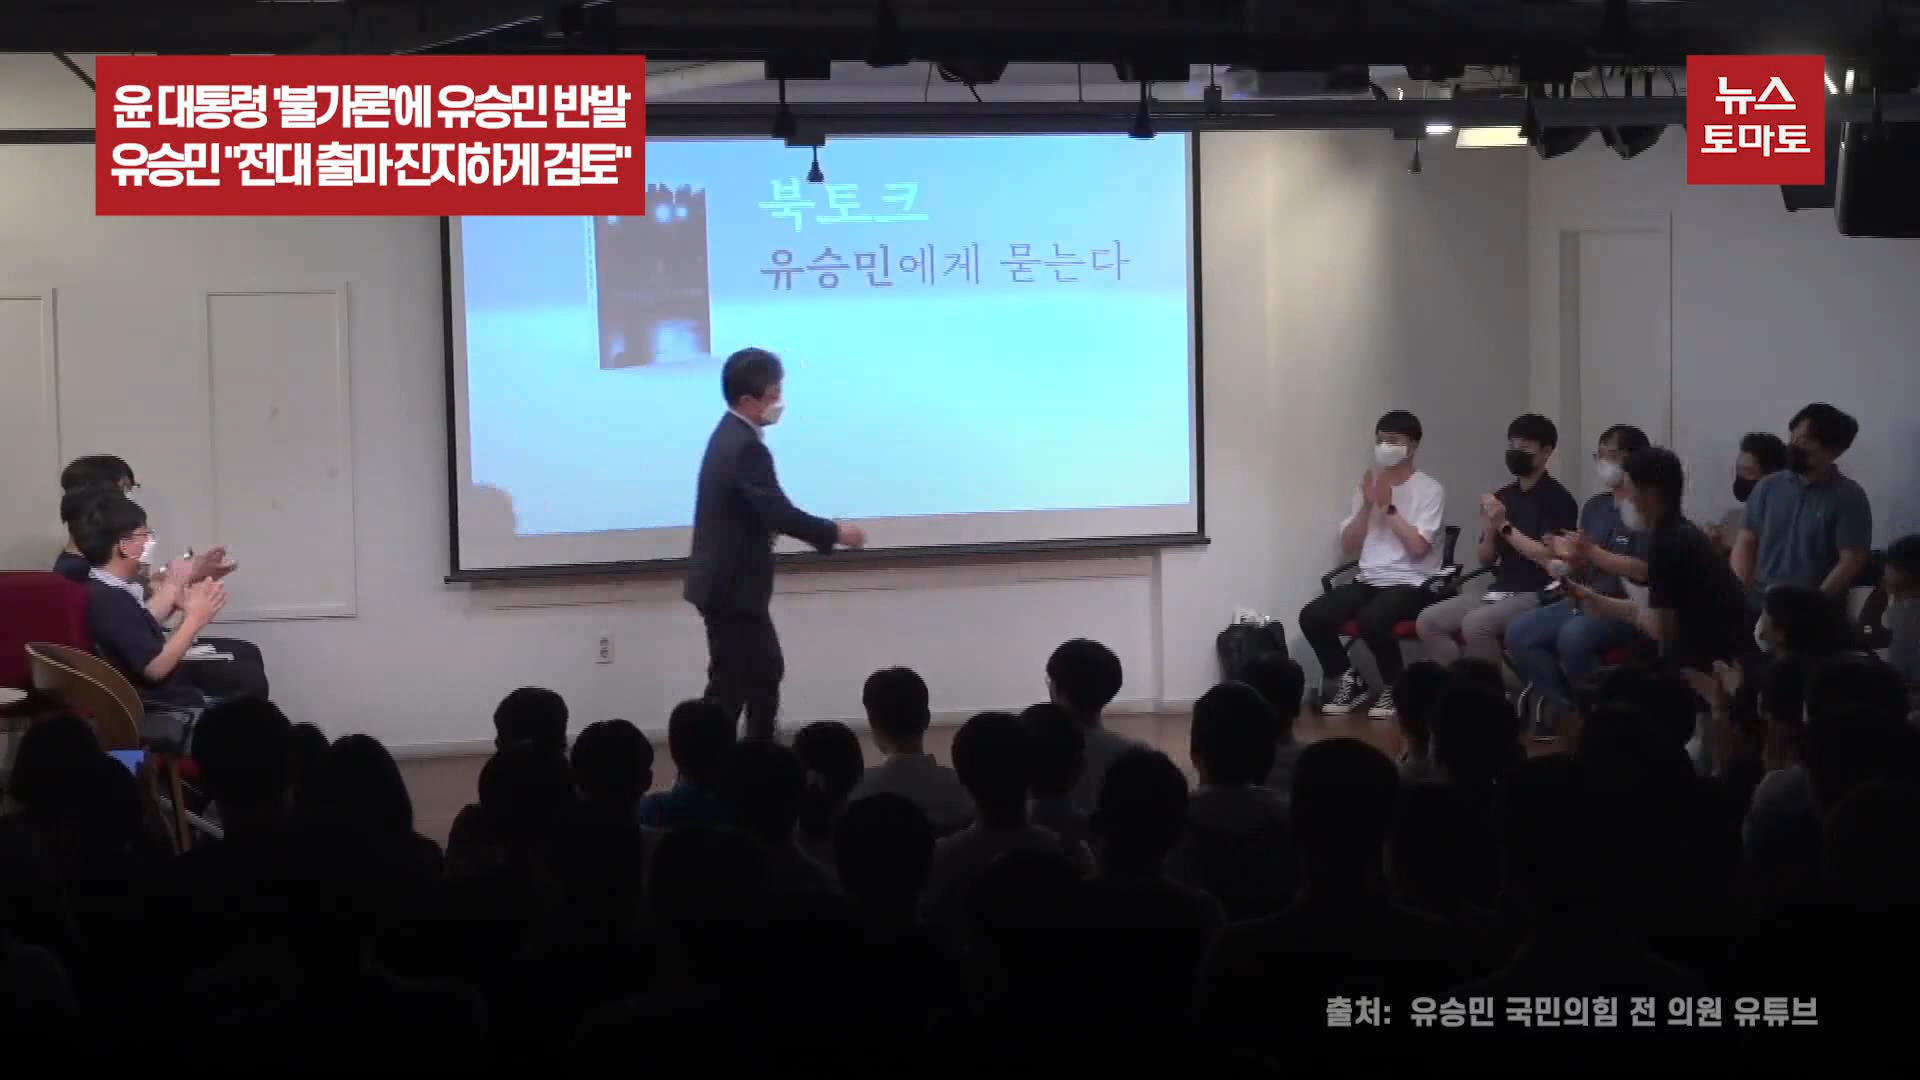 윤 대통령 '불가론'에 유승민 반발
유승민 "전대 출마 진지하게 검토"
뉴스
토마토
북토크
유승민에게 묻는다
출처: 유승민 국민의힘 전 의원 유튜브